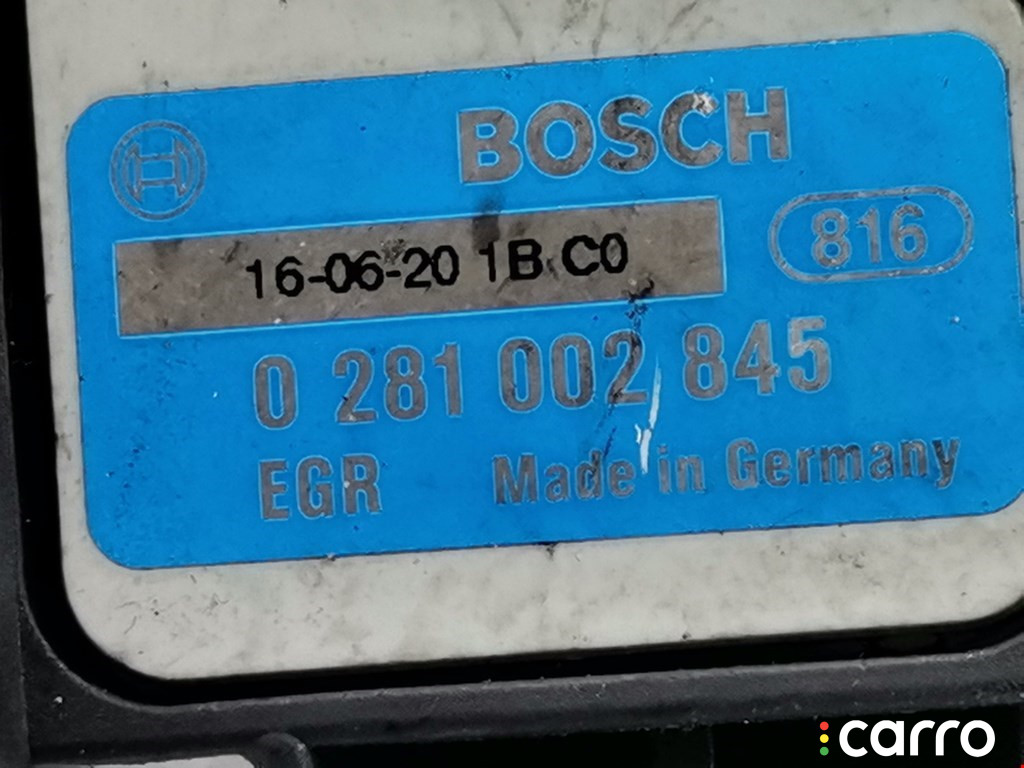 BOSCH
16-06-20 1B C0
816
0 281 002 845
EGR Made in Germany
carro